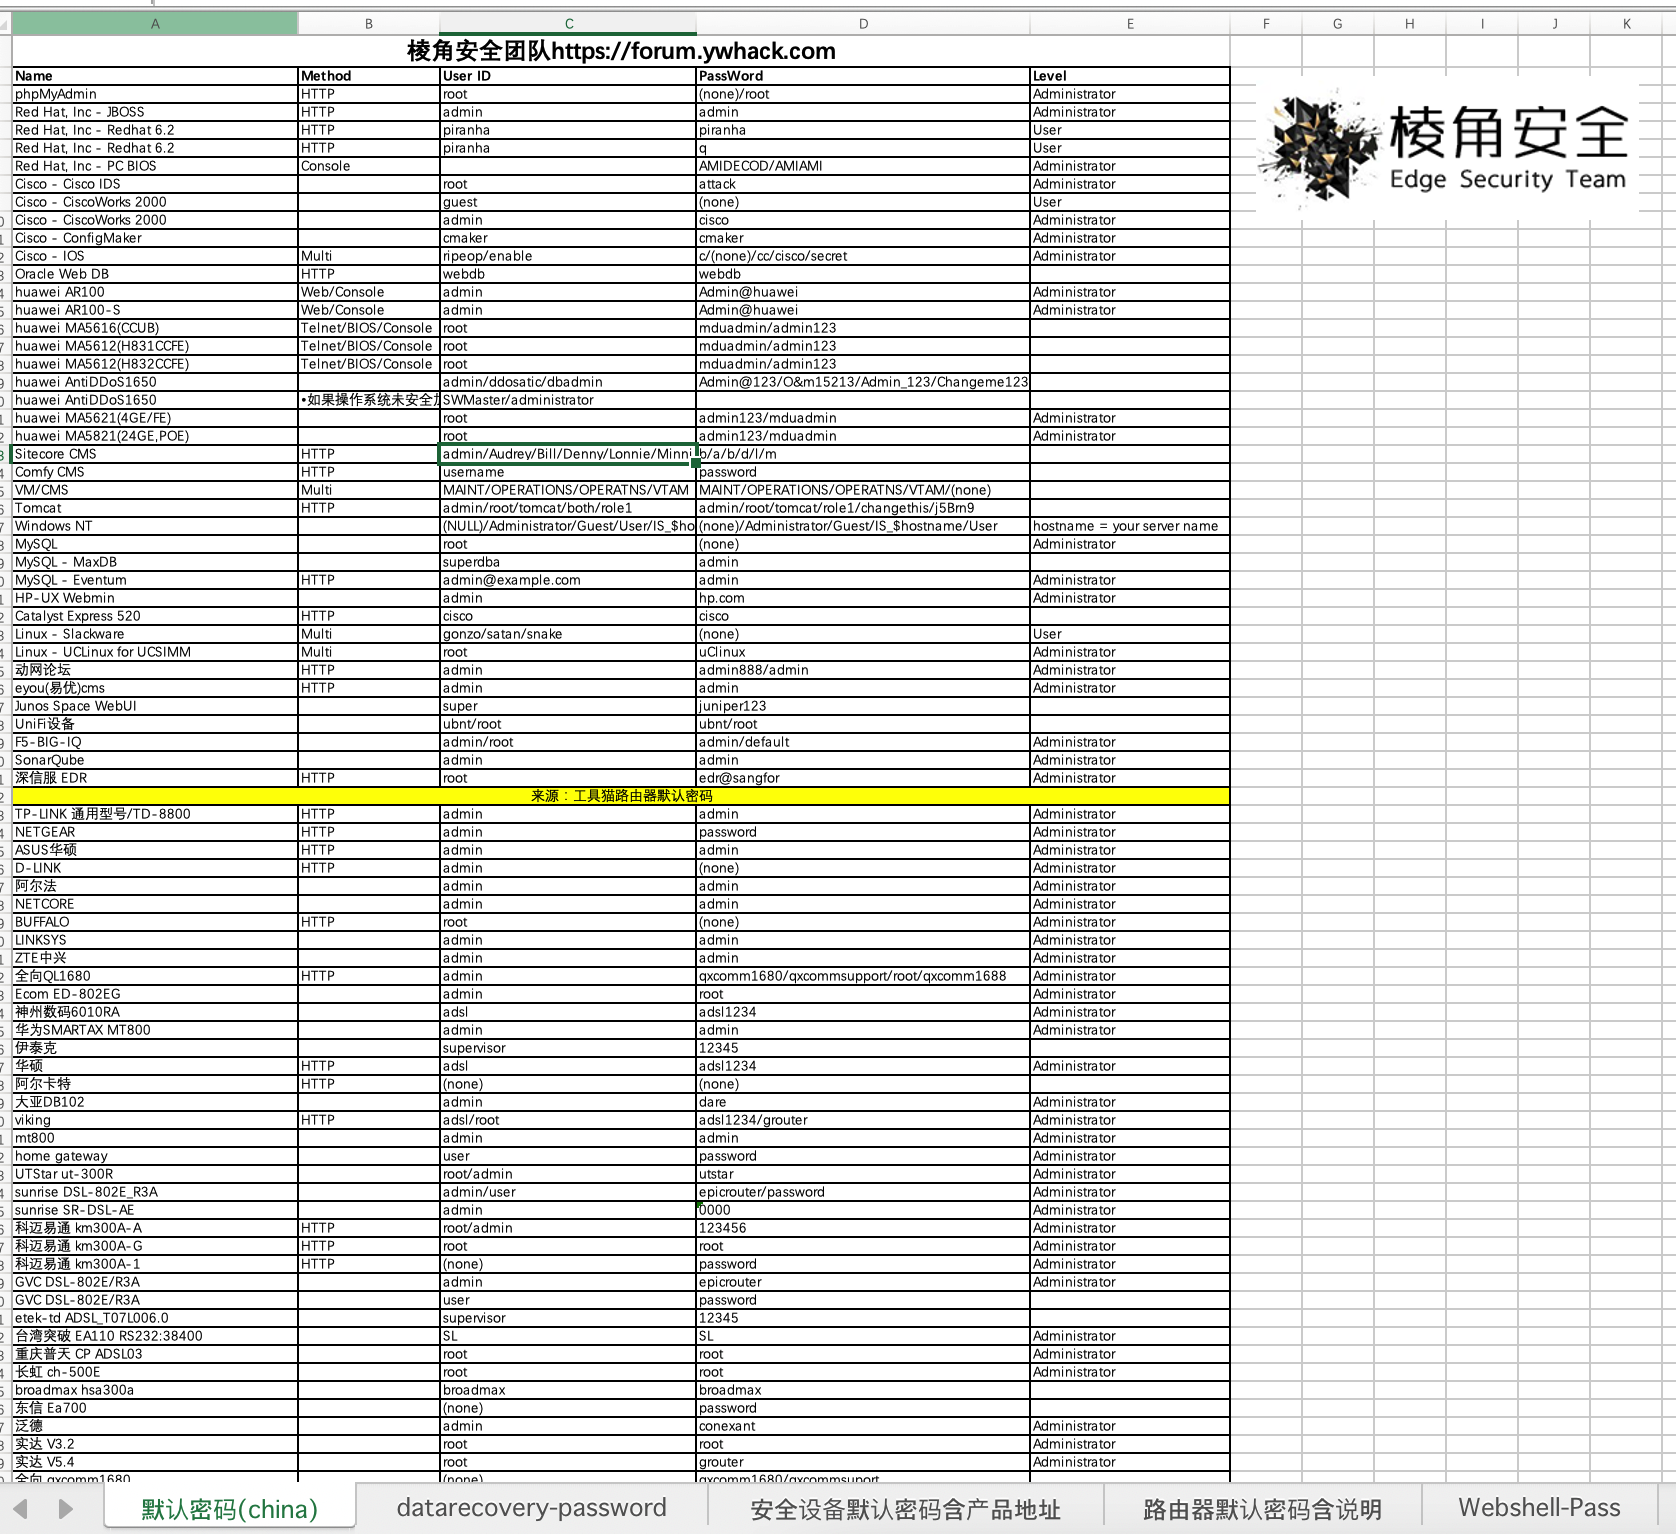 A B C D E F G H I J K
棱角安全团队https://forum.ywhack.com
Name Method User ID PassWord Level
phpMyAdmin HTTP root (none)/root Administrator
Red Hat, Inc - JBOSS HTTP admin admin Administrator
Red Hat, Inc - Redhat 6.2 HTTP piranha piranha User
Red Hat, Inc - Redhat 6.2 HTTP piranha q User
Red Hat, Inc - PC BIOS Console AMIDECOD/AMIAMI Administrator
Cisco - Cisco IDS root attack Administrator
Cisco - CiscoWorks 2000 guest (none) User
Cisco - CiscoWorks 2000 admin cisco Administrator
Cisco - ConfigMaker cmaker cmaker Administrator
Cisco - IOS Multi ripeop/enable c/(none)/cc/cisco/secret Administrator
Oracle Web DB HTTP webdb webdb
huawei AR100 Web/Console admin Admin@huawei Administrator
huawei AR100-S Web/Console admin Admin@huawei Administrator
huawei MA5616(CCUB) Telnet/BIOS/Console root mduadmin/admin123
huawei MA5612(H831CCFE) Telnet/BIOS/Console root mduadmin/admin123
huawei MA5612(H832CCFE) Telnet/BIOS/Console root mduadmin/admin123
huawei AntiDDoS1650 admin/ddosatic/dbadmin Admin@123/O&m15213/Admin_123/Changeme123
huawei AntiDDoS1650 •如果操作系统未安全 SWMaster/administrator
huawei MA5621(4GE/FE) root admin123/mduadmin Administrator
huawei MA5821(24GE,POE) root admin123/mduadmin Administrator
Sitecore CMS HTTP admin/Audrey/Bill/Denny/Lonnie/Minni b/a/b/d/l/m
Comfy CMS HTTP username password
VM/CMS Multi MAINT/OPERATIONS/OPERATNS/VTAM MAINT/OPERATIONS/OPERATNS/VTAM/(none)
Tomcat HTTP admin/root/tomcat/both/role1 admin/root/tomcat/role1/changethis/j5Brn9
Windows NT (NULL)/Administrator/Guest/User/IS_$ho (none)/Administrator/Guest/IS_$hostname/User hostname = your server name
MySQL root (none) Administrator
MySQL - MaxDB superdba admin
MySQL - Eventum HTTP admin@example.com admin Administrator
HP-UX Webmin admin hp.com Administrator
Catalyst Express 520 HTTP cisco cisco
Linux - Slackware Multi gonzo/satan/snake (none) User
Linux - UCLinux for UCSIMM Multi root uClinux Administrator
动网论坛 HTTP admin admin888/admin Administrator
eyou(易优)cms HTTP admin admin Administrator
Junos Space WebUI super juniper123
UniFi设备 ubnt/root ubnt/root
F5-BIG-IQ admin/root admin/default Administrator
SonarQube admin admin Administrator
深信服 EDR HTTP root edr@sangfor Administrator
来源：工具猫路由器默认密码
TP-LINK 通用型号/TD-8800 HTTP admin admin Administrator
NETGEAR HTTP admin password Administrator
ASUS华硕 HTTP admin admin Administrator
D-LINK HTTP admin (none) Administrator
阿尔法 admin admin Administrator
NETCORE admin admin Administrator
BUFFALO HTTP root (none) Administrator
LINKSYS admin admin Administrator
ZTE中兴 admin admin Administrator
全向QL1680 HTTP admin qxcomm1680/qxcommsupport/root/qxcomm1688 Administrator
Ecom ED-802EG admin root Administrator
神州数码6010RA adsl adsl1234 Administrator
华为SMARTAX MT800 admin admin Administrator
伊泰克 supervisor 12345
华硕 HTTP adsl adsl1234 Administrator
阿尔卡特 HTTP (none) (none)
大亚DB102 admin dare Administrator
viking HTTP adsl/root adsl1234/grouter Administrator
mt800 admin admin Administrator
home gateway user password Administrator
UTStar ut-300R root/admin utstar Administrator
sunrise DSL-802E_R3A admin/user epicrouter/password Administrator
sunrise SR-DSL-AE admin 0000 Administrator
科迈易通 km300A-A HTTP root/admin 123456 Administrator
科迈易通 km300A-G HTTP root root Administrator
科迈易通 km300A-1 HTTP (none) password Administrator
GVC DSL-802E/R3A admin epicrouter Administrator
GVC DSL-802E/R3A user password
etek-td ADSL_T07L006.0 supervisor 12345
台湾突破 EA110 RS232:38400 SL SL Administrator
重庆普天 CP ADSL03 root root Administrator
长虹 ch-500E root root Administrator
broadmax hsa300a broadmax broadmax
东信 Ea700 (none) password
泛德 admin conexant Administrator
实达 V3.2 root root Administrator
实达 V5.4 root grouter Administrator
全向 qxcomm1680 (none) qxcomm1680/qxcommsuport
棱角安全
Edge Security Team
默认密码(china) datarecovery-password 安全设备默认密码含产品地址 路由器默认密码含说明 Webshell-Pass